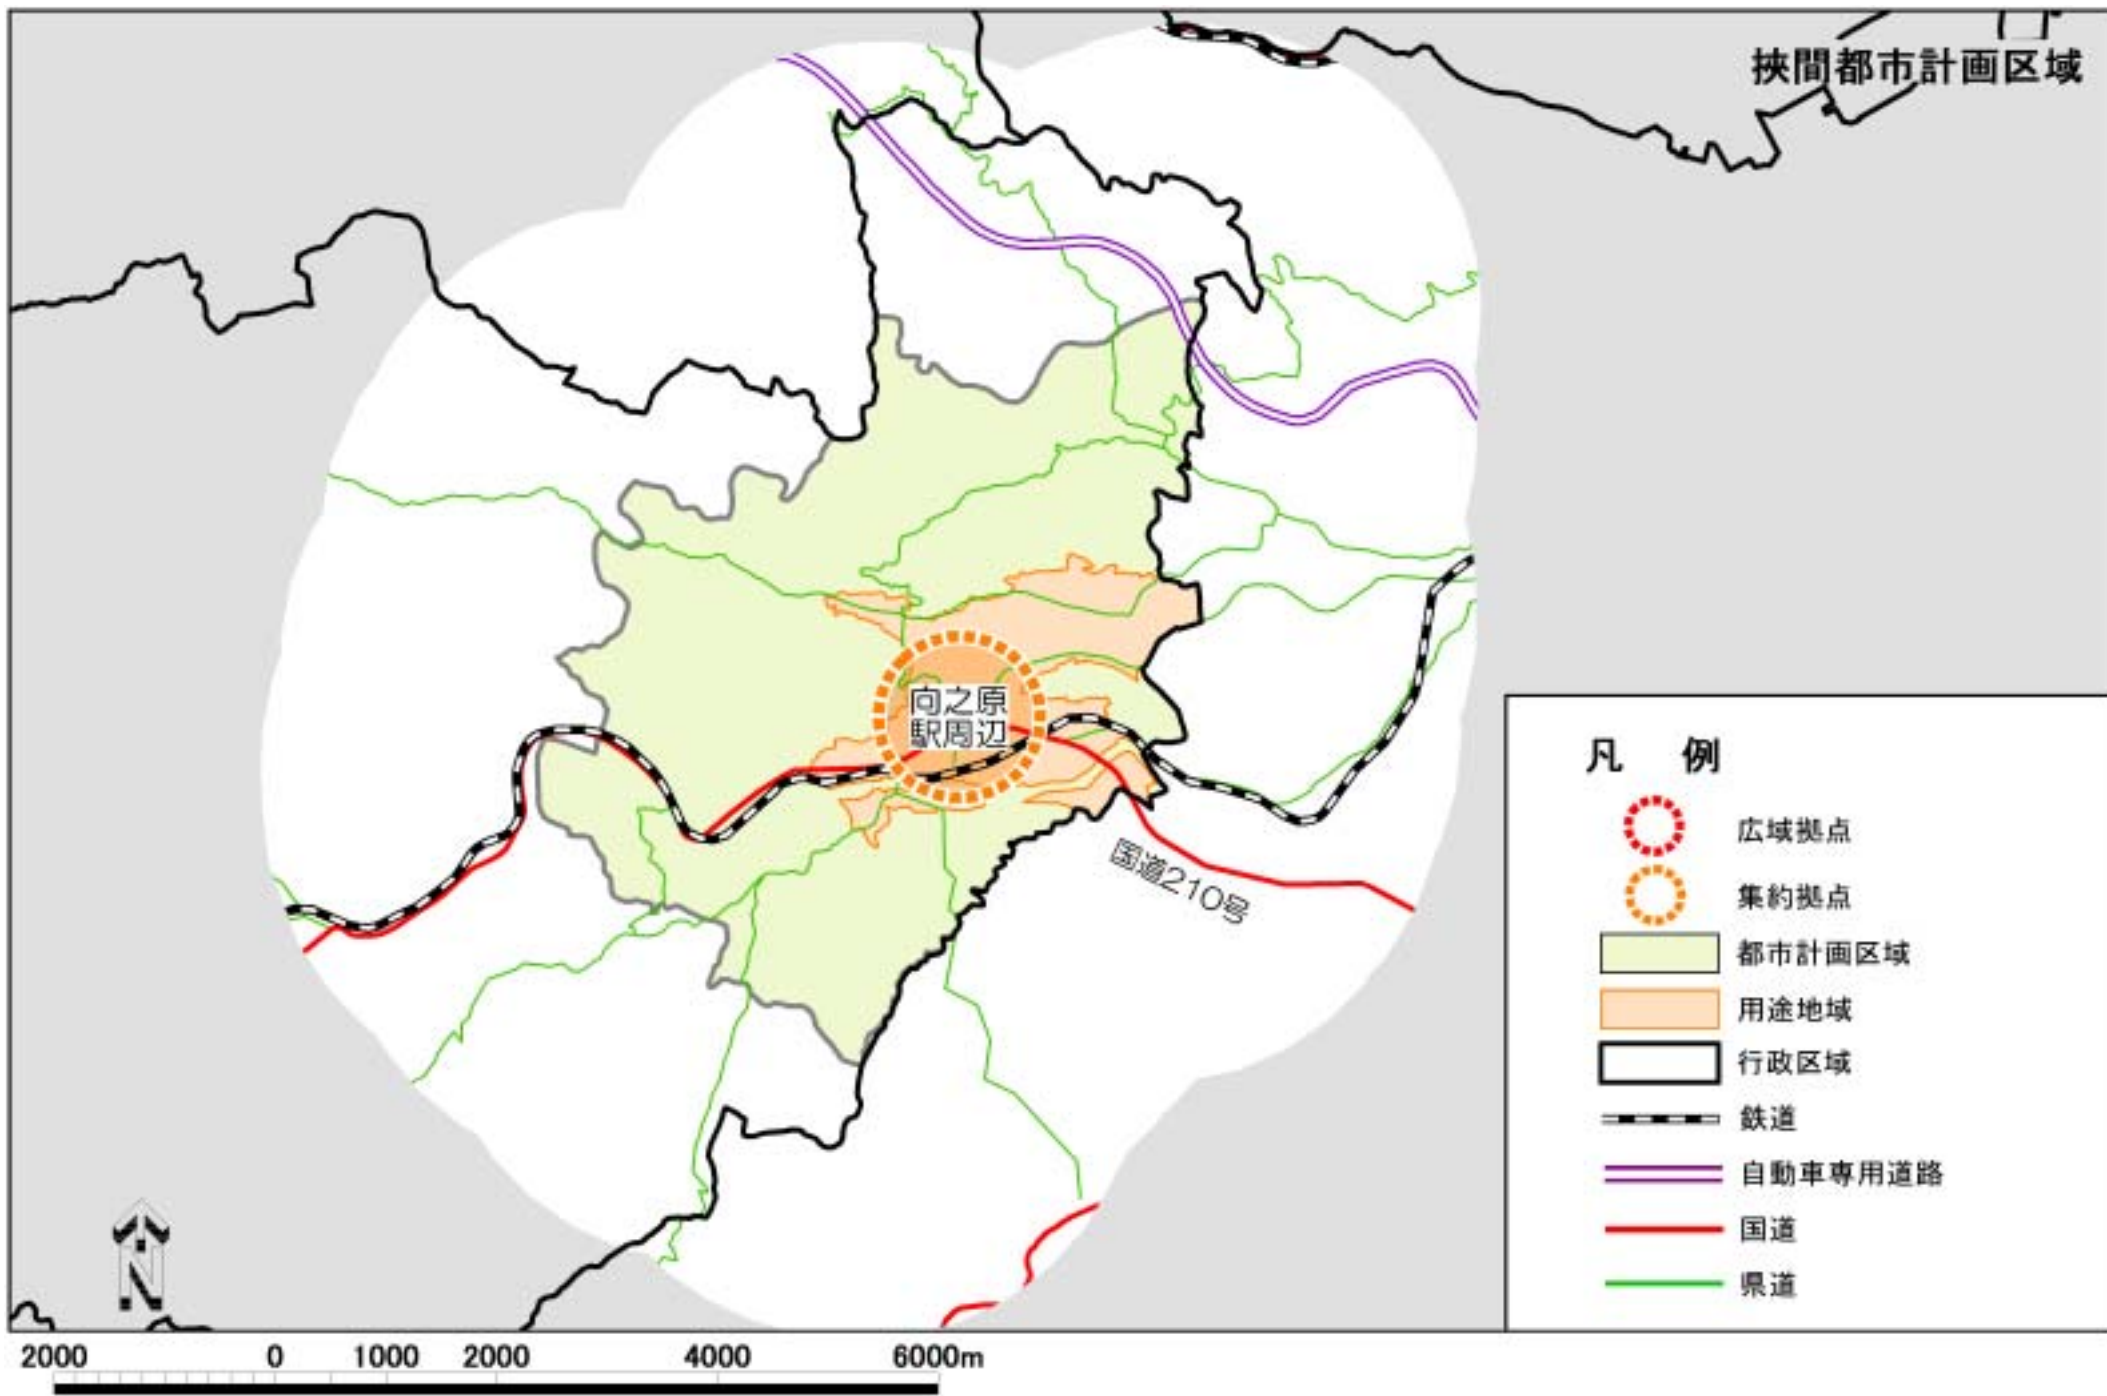 挾間都市計画区域
向之原
駅周辺
国道210号
凡 例
広域拠点
集約拠点
都市計画区域
用途地域
行政区域
鉄道
自動車専用道路
国道
県道
N
2000 0 1000 2000 4000 6000m